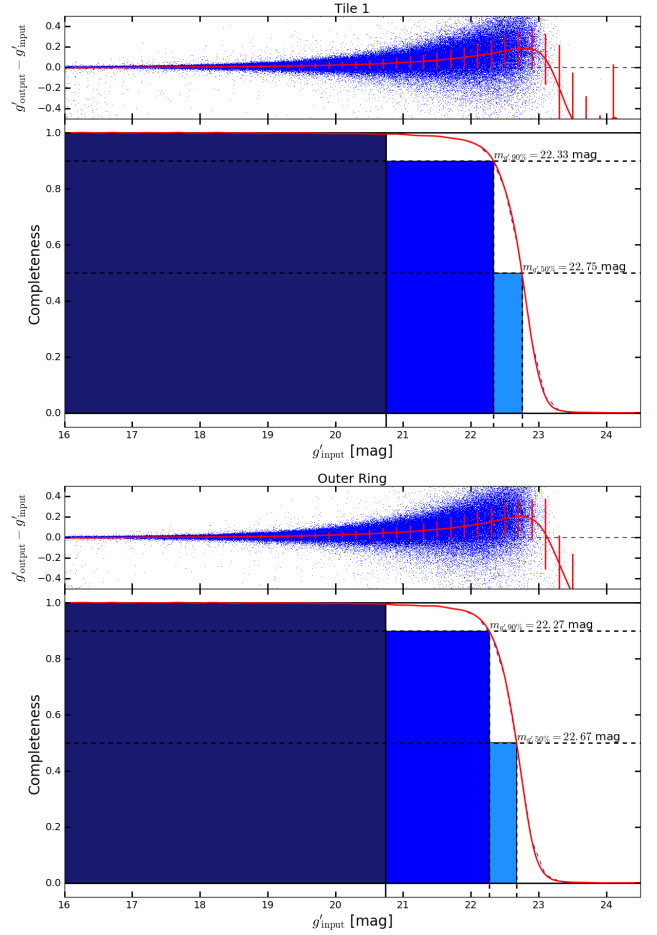 Tile 1
g′output − g′input
0.4
0.2
0.0
−0.2
−0.4
Completeness
1.0
0.8
0.6
0.4
0.2
0.0
mg′,90% = 22.33 mag
mg′,50% = 22.75 mag
16 17 18 19 20 21 22 23 24
g′input [mag]
Outer Ring
g′output − g′input
0.4
0.2
0.0
−0.2
−0.4
Completeness
1.0
0.8
0.6
0.4
0.2
0.0
mg′,90% = 22.27 mag
mg′,50% = 22.67 mag
16 17 18 19 20 21 22 23 24
g′input [mag]